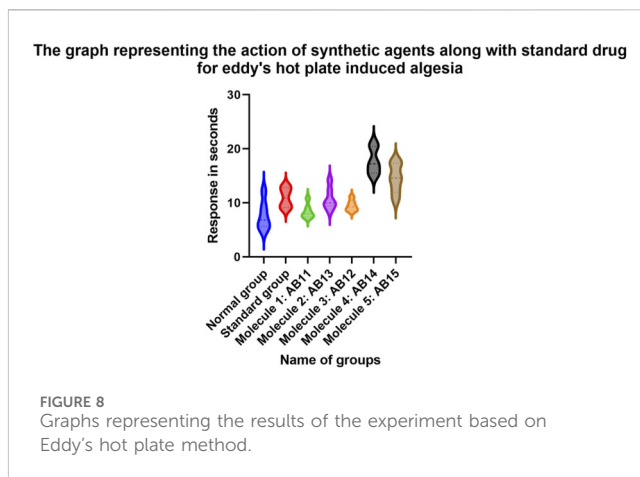 The graph representing the action of synthetic agents along with standard drug
for eddy's hot plate induced algesia
30
20
10
0
Response in seconds
Normal group
Standard group
Molecule 1: AB11
Molecule 2: AB13
Molecule 3: AB12
Molecule 4: AB14
Molecule 5: AB15
Name of groups
FIGURE 8
Graphs representing the results of the experiment based on
Eddy’s hot plate method.